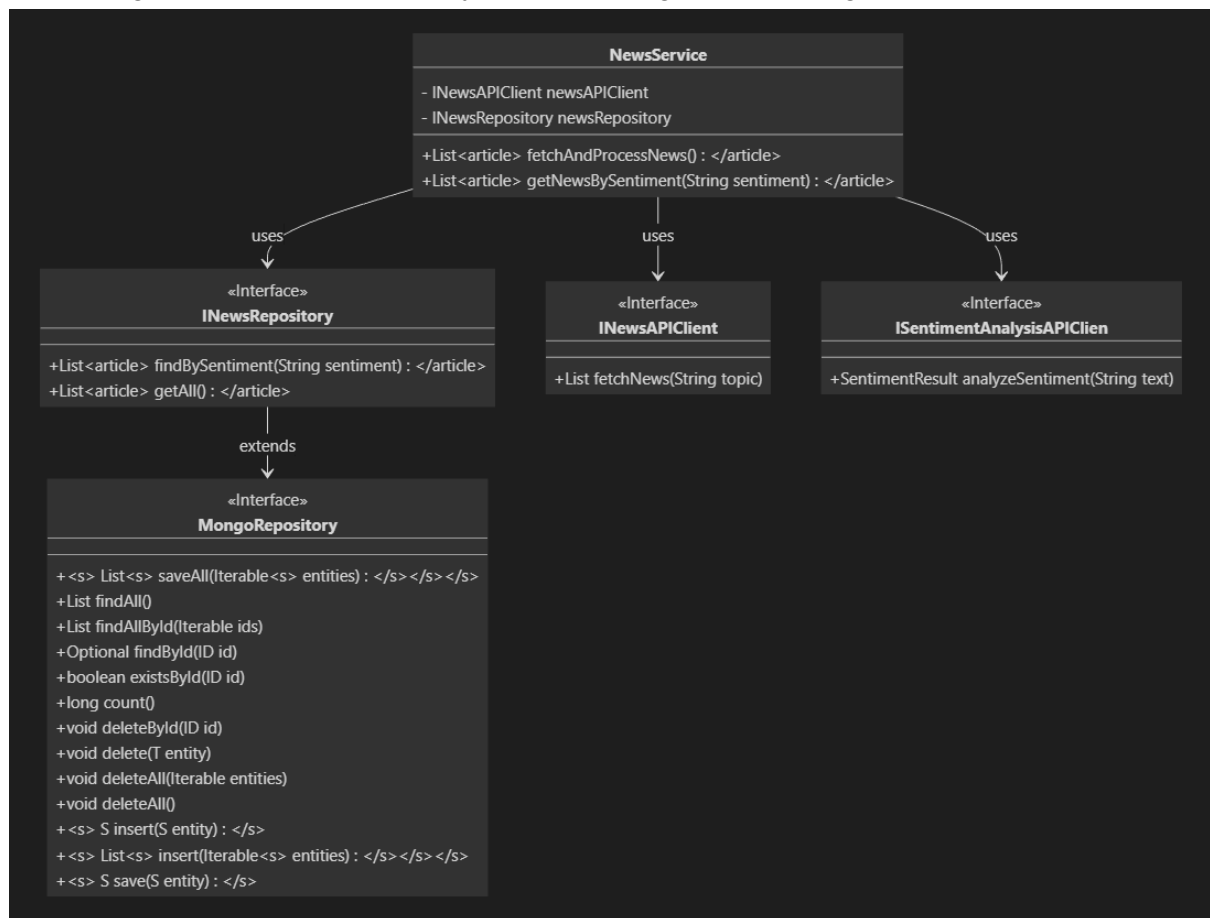 NewsService
- INewsAPIClient newsAPIClient
- INewsRepository newsRepository
+List<article> fetchAndProcessNews() : </article>
+List<article> getNewsBySentiment(String sentiment) : </article>
uses
uses
uses
«Interface»
INewsRepository
+List<article> findBySentiment(String sentiment) : </article>
+List<article> getAll() : </article>
«Interface»
INewsAPIClient
+List fetchNews(String topic)
«Interface»
ISentimentAnalysisAPIClien
+SentimentResult analyzeSentiment(String text)
extends
«Interface»
MongoRepository
+<s> List<s> saveAll(Iterable<s> entities) : </s></s></s>
+List findAll()
+List findAllById(Iterable ids)
+Optional findById(ID id)
+boolean existsById(ID id)
+long count()
+void deleteById(ID id)
+void delete(T entity)
+void deleteAll(Iterable entities)
+void deleteAll()
+<s> S insert(S entity) : </s>
+<s> List<s> insert(Iterable<s> entities) : </s></s></s>
+<s> S save(S entity) : </s>